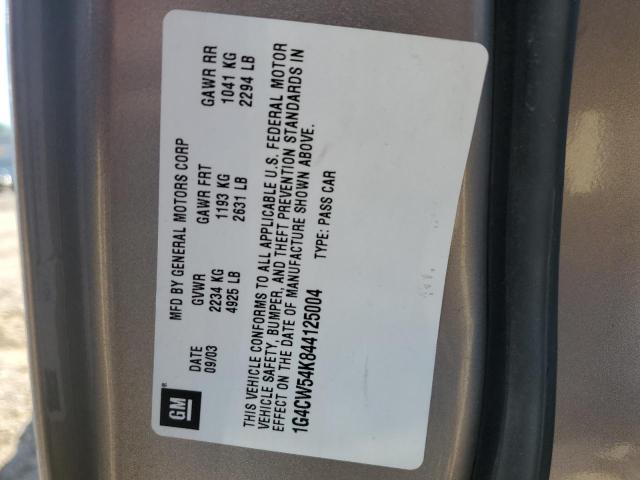 GM
MFD BY GENERAL MOTORS CORP
DATE GVWR GAWR FRT GAWR RR
09/03 2234 KG 1193 KG 1041 KG
4925 LB 2631 LB 2294 LB
THIS VEHICLE CONFORMS TO ALL APPLICABLE U.S. FEDERAL MOTOR
VEHICLE SAFETY, BUMPER, AND THEFT PREVENTION STANDARDS IN
EFFECT ON THE DATE OF MANUFACTURE SHOWN ABOVE.
1G4CW54K844125004 TYPE: PASS CAR